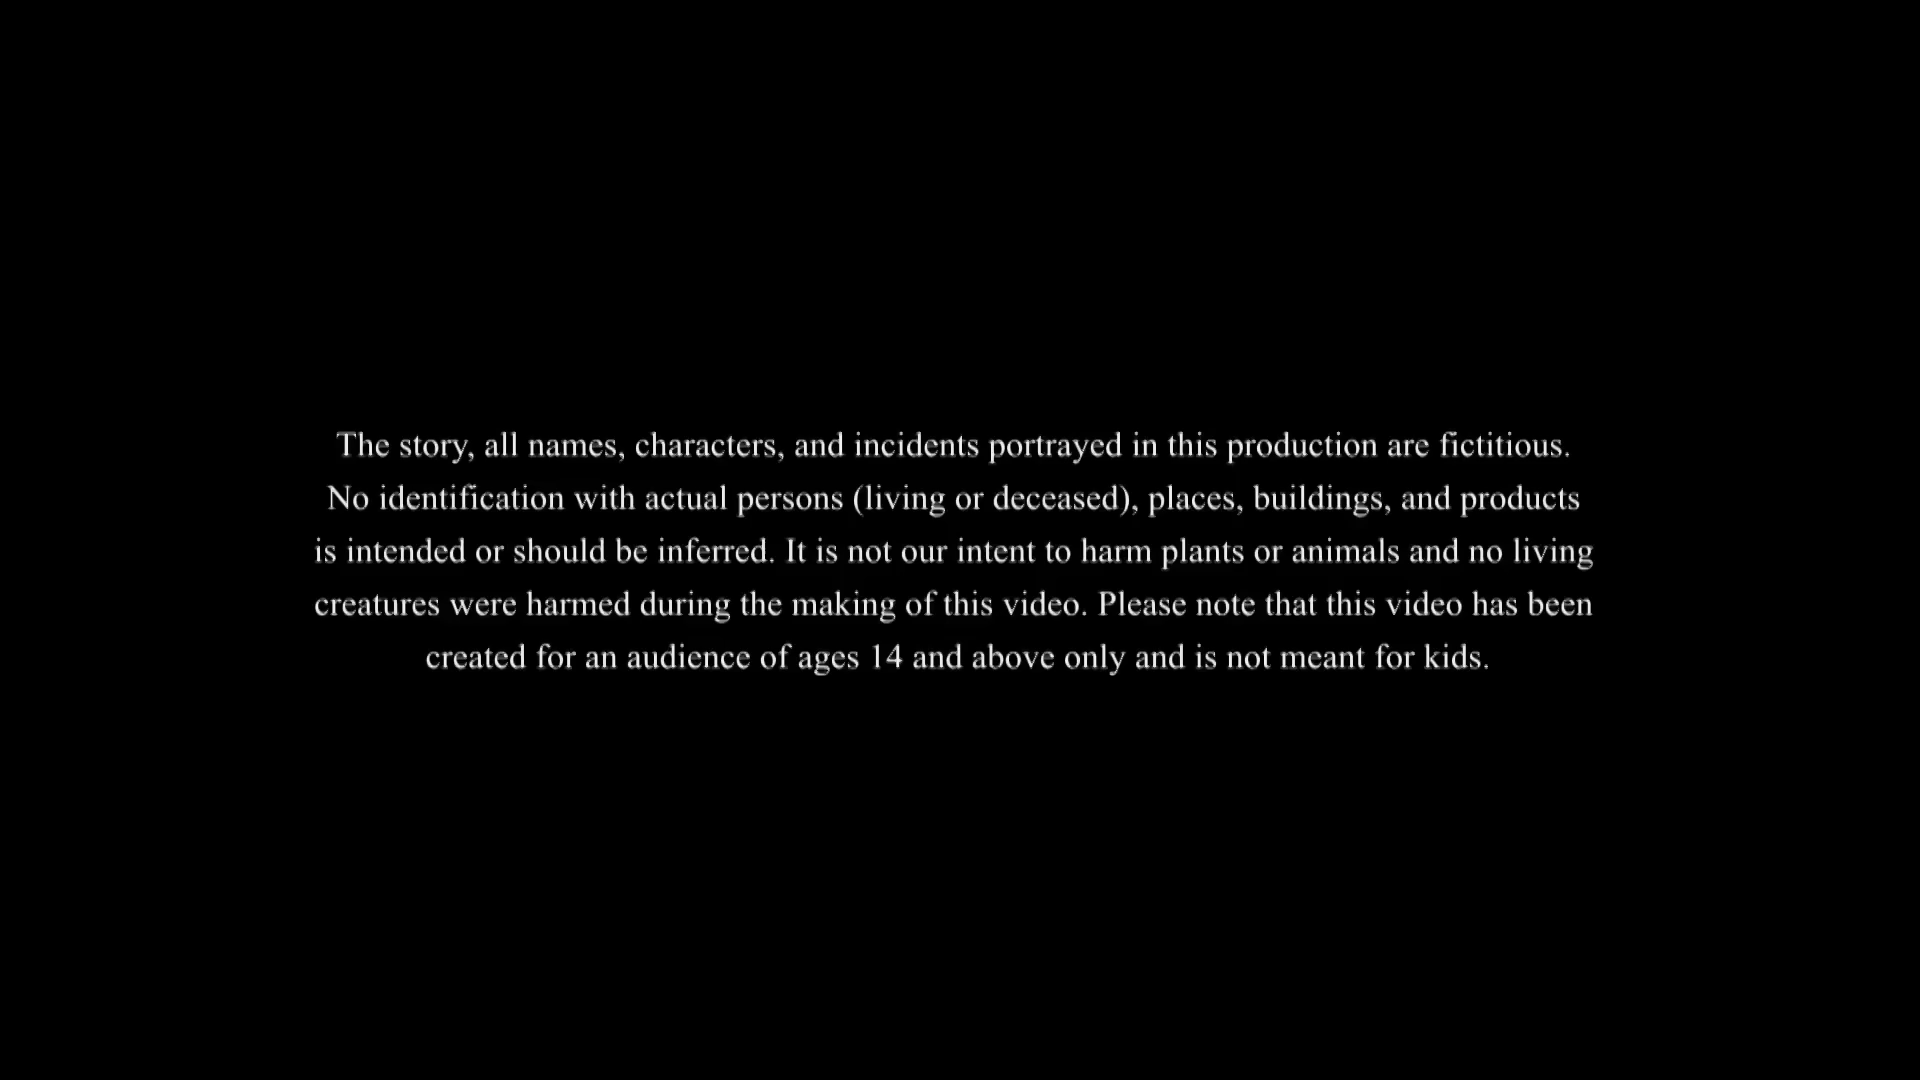 The story, all names, characters, and incidents portrayed in this production are fictitious.
No identification with actual persons (living or deceased), places, buildings, and products
is intended or should be inferred. It is not our intent to harm plants or animals and no living
creatures were harmed during the making of this video. Please note that this video has been
created for an audience of ages 14 and above only and is not meant for kids.